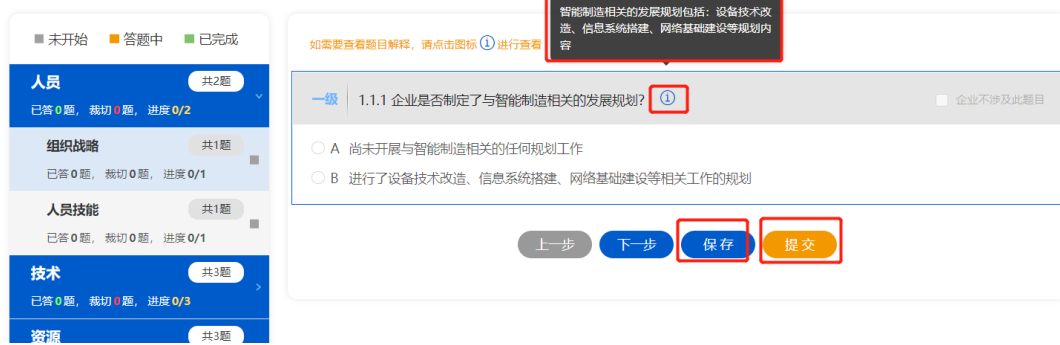 智能制造相关的发展规划包括：设备技术改
造、信息系统搭建、网络基础建设等规划内
容
未开始 答题中 已完成
如需要查看题目解释，请点击图标 ⓘ 进行查看
人员 共2题
已答0题， 裁切0题， 进度0/2
组织战略 共1题
已答0题， 裁切0题， 进度0/1
人员技能 共1题
已答0题， 裁切0题， 进度0/1
技术 共3题
已答0题， 裁切0题， 进度0/3
资源 共3题
一级 1.1.1 企业是否制定了与智能制造相关的发展规划？ ⓘ 企业不涉及此题目
A 尚未开展与智能制造相关的任何规划工作
B 进行了设备技术改造、信息系统搭建、网络基础建设等相关工作的规划
上一步 下一步 保存 提交